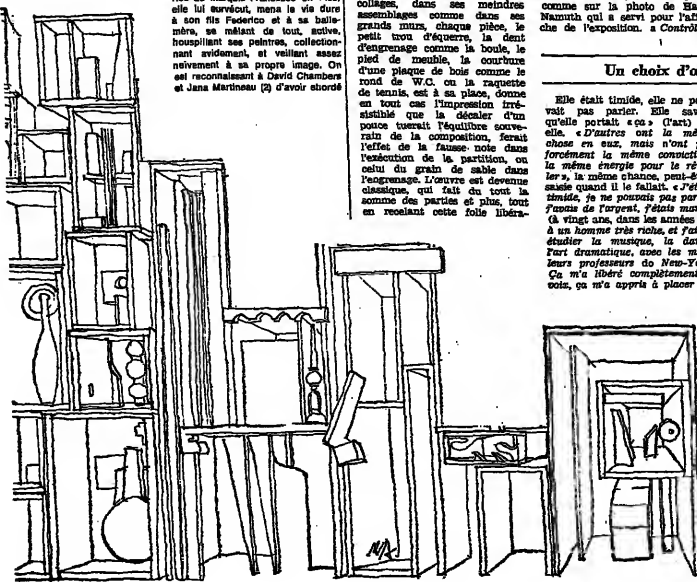 elle lui survécut, mena la vie dure
à son fils Federico et à sa belle-
mère, se mêlant de tout, active,
houspillant ses peintres, collection-
nant avidement, et veillant assez
neïvement à sa propre image. On
est reconnaissant à David Chambers
et Jana Martineau (2) d'avoir abordé
collages, dans ses meindres
assemblages comme dans ses
grands murs, chaque pièce, le
petit trou d'équerre, la dent
d'engrenage comme la boule, le
pied de meuble, la courbure
d'une plaque de bois comme le
rond de W.C. ou la raquette
de tennis, est à sa place, donne
en tout cas l'impression irré-
sistible que la décaler d'un
pouce tuerait l'équilibre souve-
rain de la composition, ferait
l'effet de la fausse note dans
l'exécution de la partition, ou
celui du grain de sable dans
l'engrenage. L'œuvre est devenue
classique, qui fait du tout la
somme des parties et plus, tout
en recelant cette folie libéra-
comme sur la photo de Ha
Namuth qui a servi pour l'aff
che de l'exposition. « Contrôl
Un choix d'o
Elle était timide, elle ne po
vait pas parler. Elle sav
qu'elle portait « ça » (l'art)
elle. « D'autres ont la mê
chose en eux, mais n'ont
forcément la même convicti
la même énergie pour le ré
ler », la même chance, peut-ê
saisie quand il le fallait. « J'ét
timide, je ne pouvais pas par
j'avais de l'argent, j'étais mar
(à vingt ans, dans les années
à un homme très riche, et j'ai
étudier la musique, la da
l'art dramatique, avec les m
leurs professeurs do New-Y
Ça m'a libéré complètement
voix, ça m'a appris à placer